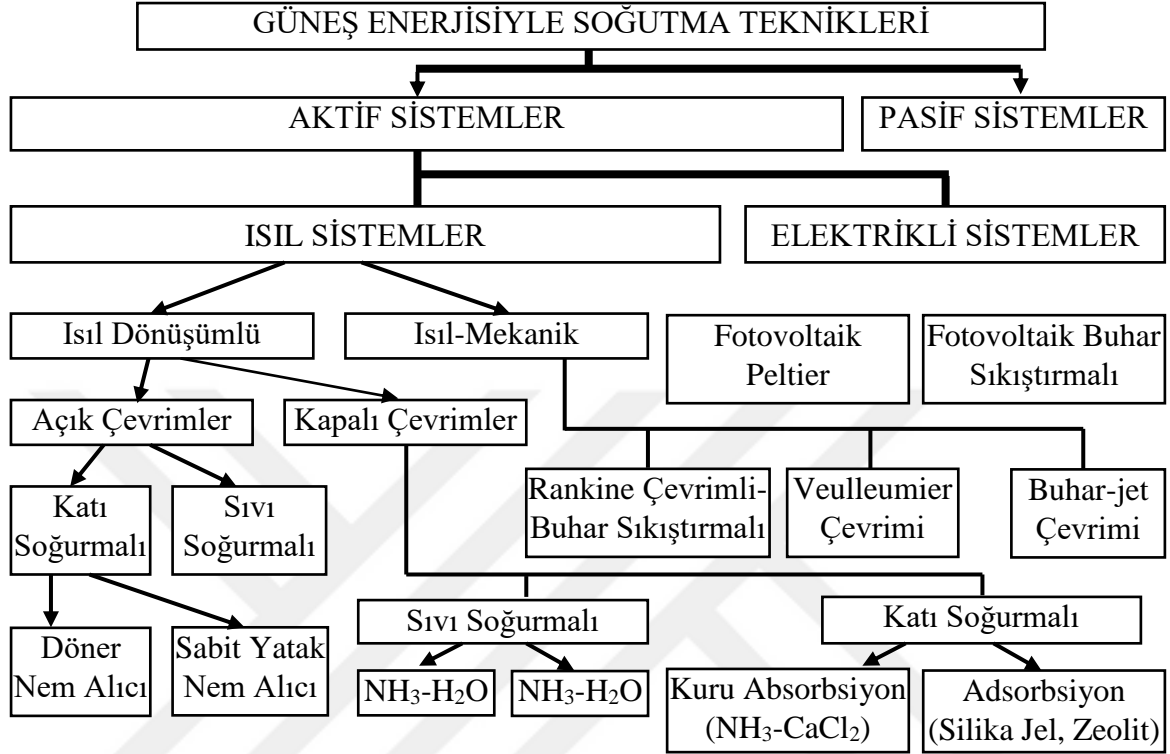 GÜNEŞ ENERJİSİYLE SOĞUTMA TEKNİKLERİ
AKTİF SİSTEMLER
PASİF SİSTEMLER
ISIL SİSTEMLER
ELEKTRİKLİ SİSTEMLER
Isıl Dönüşümlü
Isıl-Mekanik
Fotovoltaik
Peltier
Fotovoltaik Buhar
Sıkıştırmalı
Açık Çevrimler
Kapalı Çevrimler
Katı
Soğurmalı
Sıvı
Soğurmalı
Rankine Çevrimli-
Buhar Sıkıştırmalı
Veulleumier
Çevrimi
Buhar-jet
Çevrimi
Döner
Nem Alıcı
Sabit Yatak
Nem Alıcı
Sıvı Soğurmalı
Katı Soğurmalı
NH₃-H₂O
NH₃-H₂O
Kuru Absorbsiyon
(NH₃-CaCl₂)
Adsorbsiyon
(Silika Jel, Zeolit)